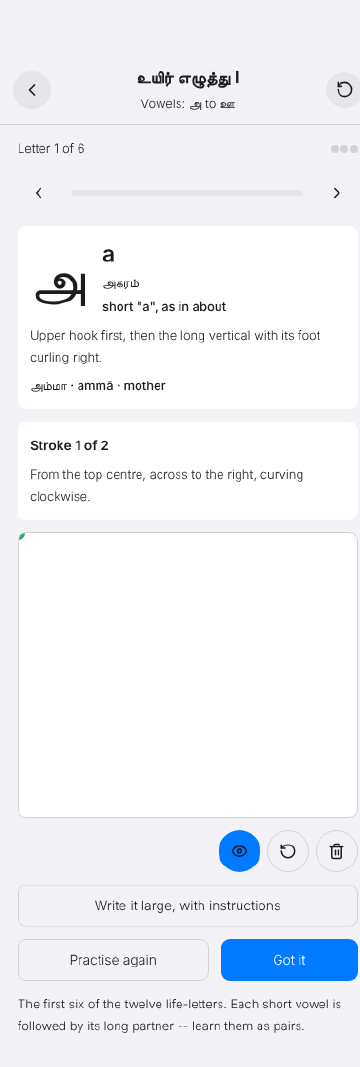 உயிர் எழுத்து I
Vowels: அ to ஊ
Letter 1 of 6
அ
a
அகரம்
short "a", as in about
Upper hook first, then the long vertical with its foot
curling right.
அம்மா · ammā · mother
Stroke 1 of 2
From the top centre, across to the right, curving
clockwise.
Write it large, with instructions
Practise again
Got it
The first six of the twelve life-letters. Each short vowel is
followed by its long partner -- learn them as pairs.